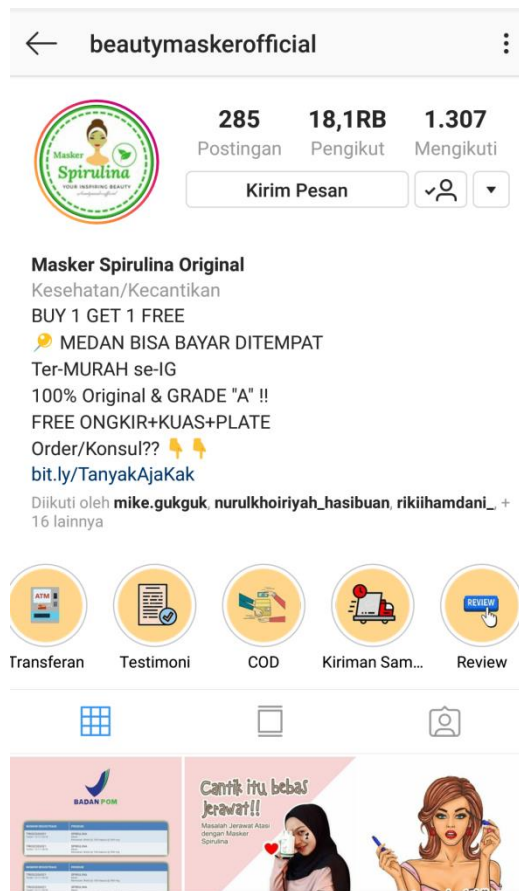 beautymaskerofficial
Masker
Spirulina
YOUR INSPIRING BEAUTY
285 18,1RB 1.307
Postingan Pengikut Mengikuti
Kirim Pesan
Masker Spirulina Original
Kesehatan/Kecantikan
BUY 1 GET 1 FREE
MEDAN BISA BAYAR DITEMPAT
Ter-MURAH se-IG
100% Original & GRADE "A" !!
FREE ONGKIR+KUAS+PLATE
Order/Konsul??
bit.ly/TanyakAjaKak
Diikuti oleh mike.gukguk, nurulkhoiriyah_hasibuan, rikiihamdani_, +
16 lainnya
ATM
REVIEW
Transferan Testimoni COD Kiriman Sam... Review
BADAN POM
Cantik itu, bebas
jerawat!!
Masalah Jerawat Atasi
dengan Masker
Spirulina